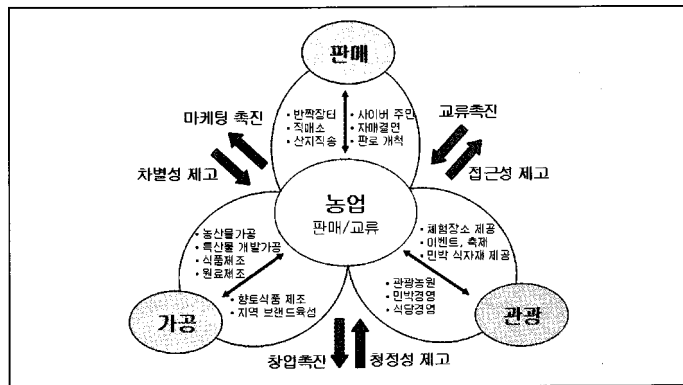 판매
• 반짝장터
• 직매소
• 산지직송
• 사이버 주민
• 자매결연
• 판로 개척
마케팅 촉진
차별성 제고
교류촉진
접근성 제고
농업
판매/교류
• 농산물가공
• 특산물 개발가공
• 식품제조
• 원료제조
• 향토식품 제조
• 지역 브랜드육성
가공
• 체험장소 제공
• 이벤트, 축제
• 민박 식자재 제공
• 관광농원
• 민박경영
• 식당경영
관광
창업촉진
청정성 제고